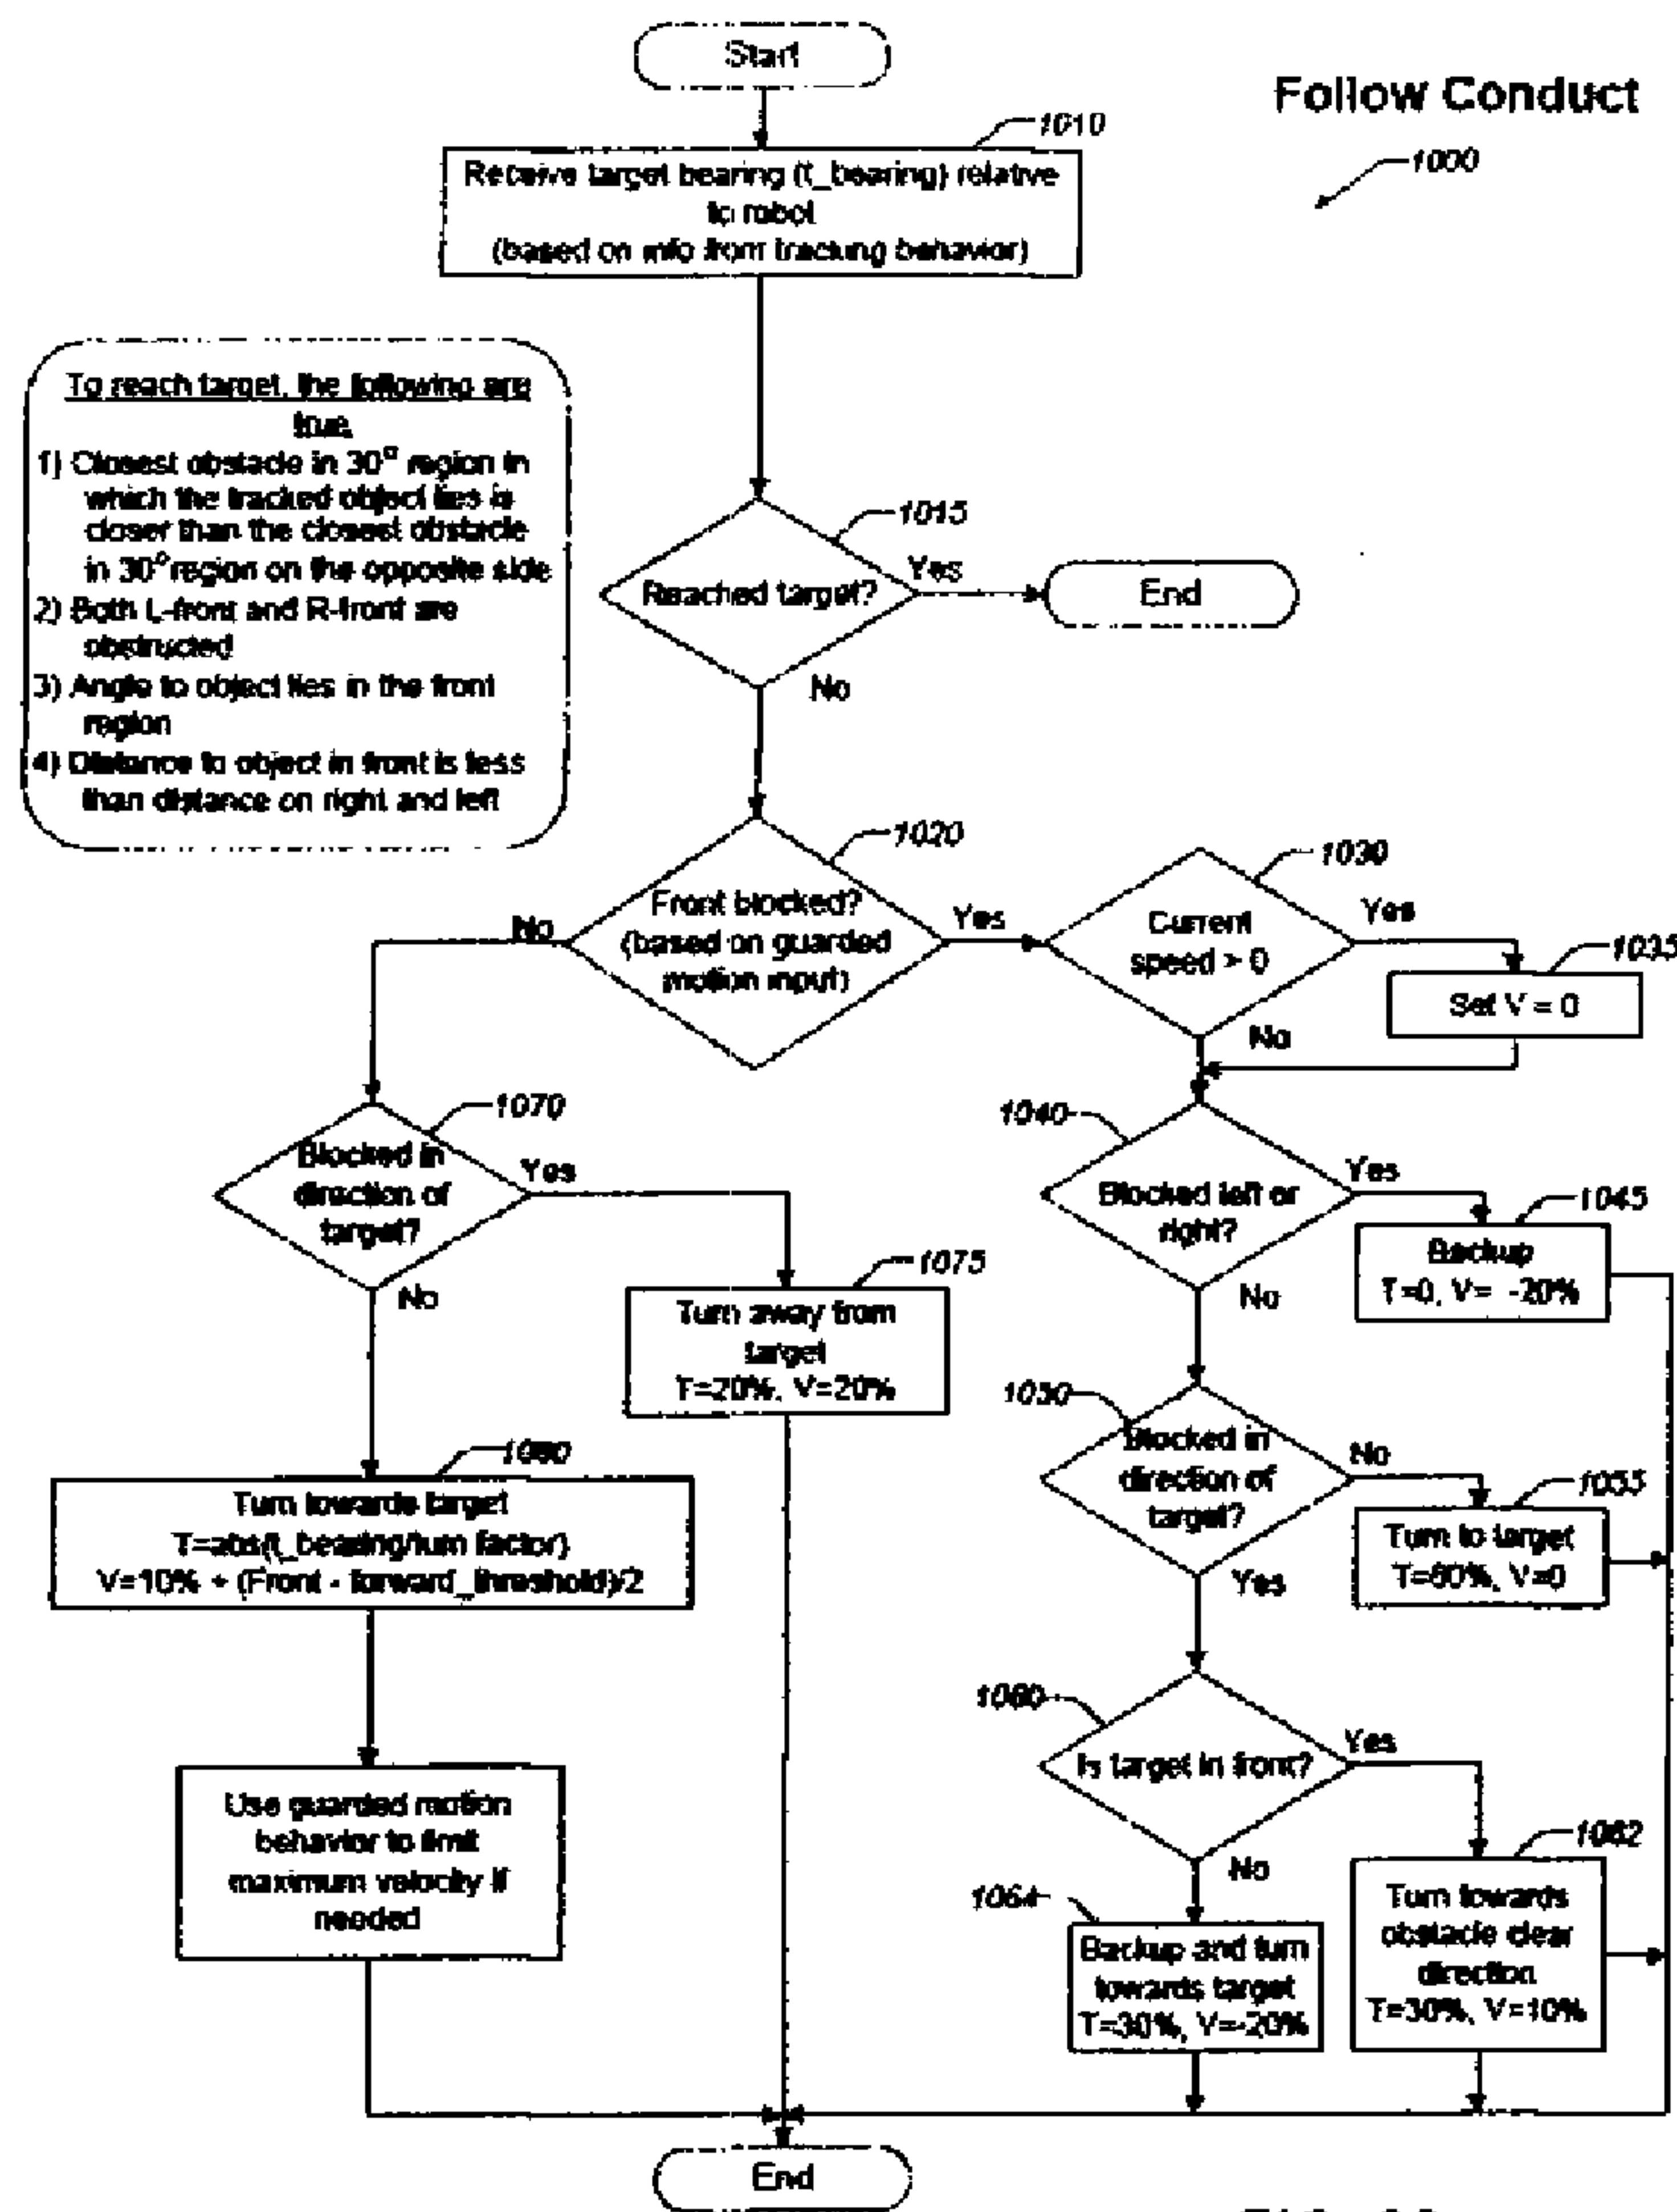 Start
Follow Conduct
1000
1010
Receive target bearing (t_bearing) relative
to robot
(based on info from tracking behavior)
To reach target, the following are
true.
1) Closest obstacle in 30° region in
which the tracked object lies is
closer than the closest obstacle
in 30° region on the opposite side
2) Both L-front and R-front are
obstructed
3) Angle to object lies in the front
region
4) Distance to object in front is less
than distance on right and left
1015
Reached target?
Yes
End
No
1020
Front blocked?
(based on guarded
motion input)
No
Yes
1030
Current
speed > 0
Yes
1035
Set V = 0
No
1070
Blocked in
direction of
target?
Yes
No
1075
Turn away from
target
T=20%, V=20%
1040
Blocked left or
right?
Yes
1045
Backup
T=0, V= -20%
No
1050
Blocked in
direction of
target?
No
1055
Turn to target
T=60%, V=0
Yes
1080
Turn towards target
T=abs(t_bearing/turn factor)
V=10% + (Front - forward_threshold)/2
Use guarded motion
behavior to limit
maximum velocity if
needed
1060
Is target in front?
Yes
1062
Turn towards
obstacle clear
direction
T=30%, V=10%
No
1064
Backup and turn
towards target
T=30%, V=-20%
End